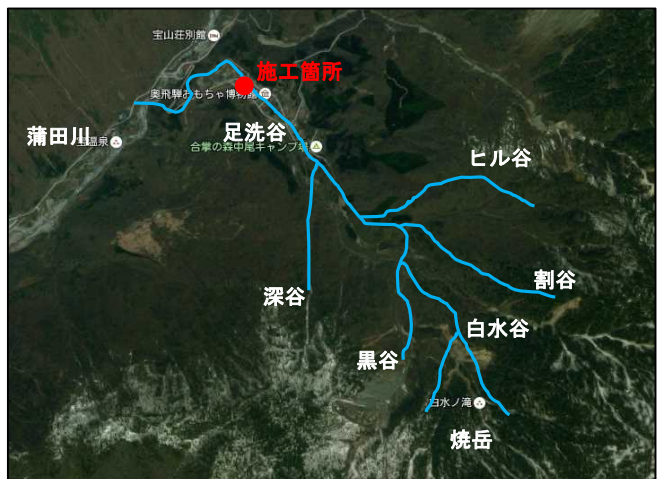 宝山荘別館
施工箇所
奥飛騨おもちゃ博物館
蒲田川
足洗谷
合掌の森中尾キャンプ場
ヒル谷
深谷
割谷
白水谷
黒谷
白水ノ滝
焼岳